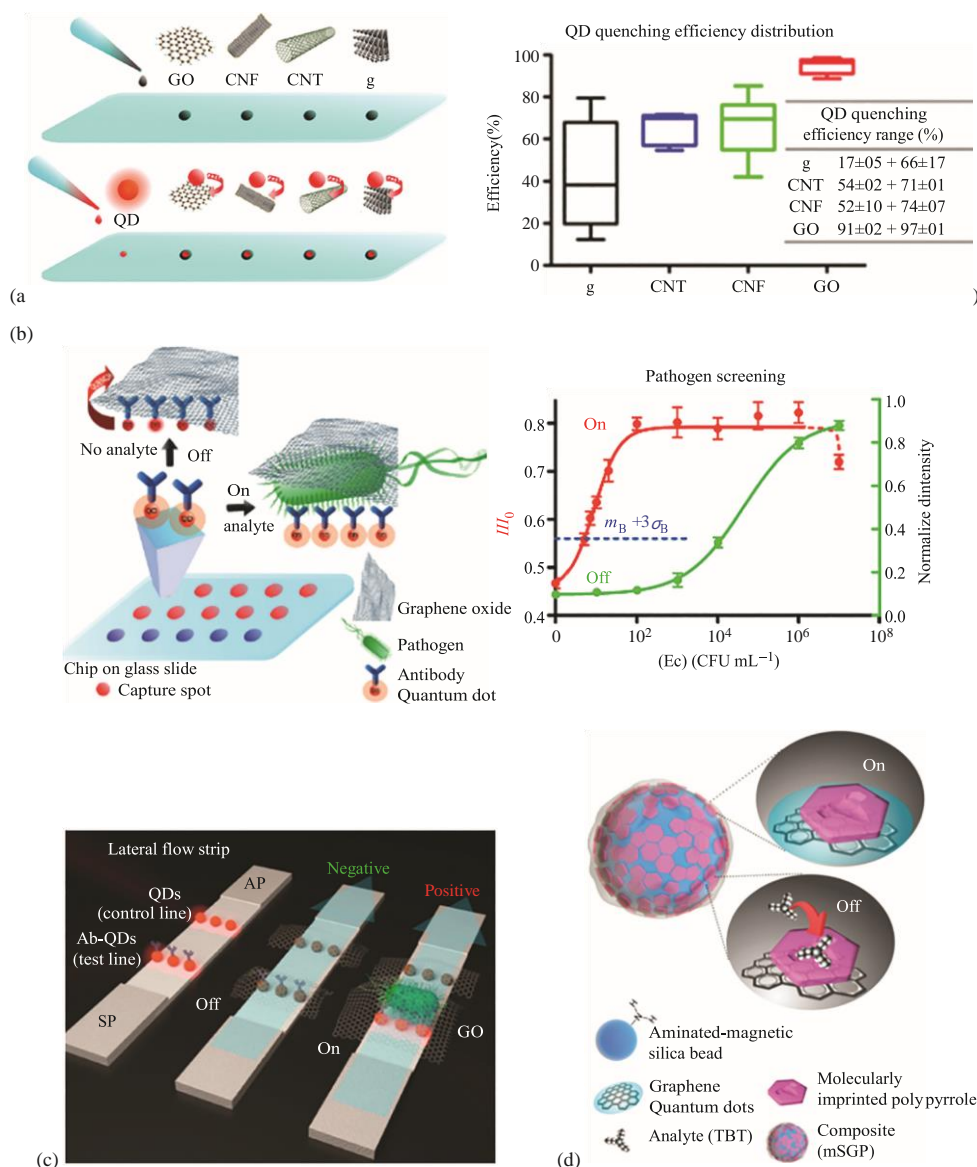 GO
CNF
CNT
g
QD
(a
QD quenching efficiency distribution
Efficiency(%)
100
80
60
40
20
0
g
CNT
CNF
GO
QD quenching
efficiency range (%)
g 17±05 + 66±17
CNT 54±02 + 71±01
CNF 52±10 + 74±07
GO 91±02 + 97±01
)
(b)
No analyte
Off
On
analyte
Graphene oxide
Pathogen
Antibody
Quantum dot
Chip on glass slide
Capture spot
Pathogen screening
III0
0.8
0.7
0.6
0.5
0.4
On
mB +3σB
Off
1.0
0.8
0.6
0.4
0.2
0.0
Normalize dintensity
0
10²
10⁴
10⁶
10⁸
(Ec) (CFU mL−1)
Lateral flow strip
QDs
(control line)
Ab-QDs
(test line)
AP
SP
Negative
Off
Positive
On
GO
(c)
On
Off
Aminated-magnetic
silica bead
Graphene
Quantum dots
Analyte (TBT)
Molecularly
imprinted poly pyrrole
Composite
(mSGP)
(d)